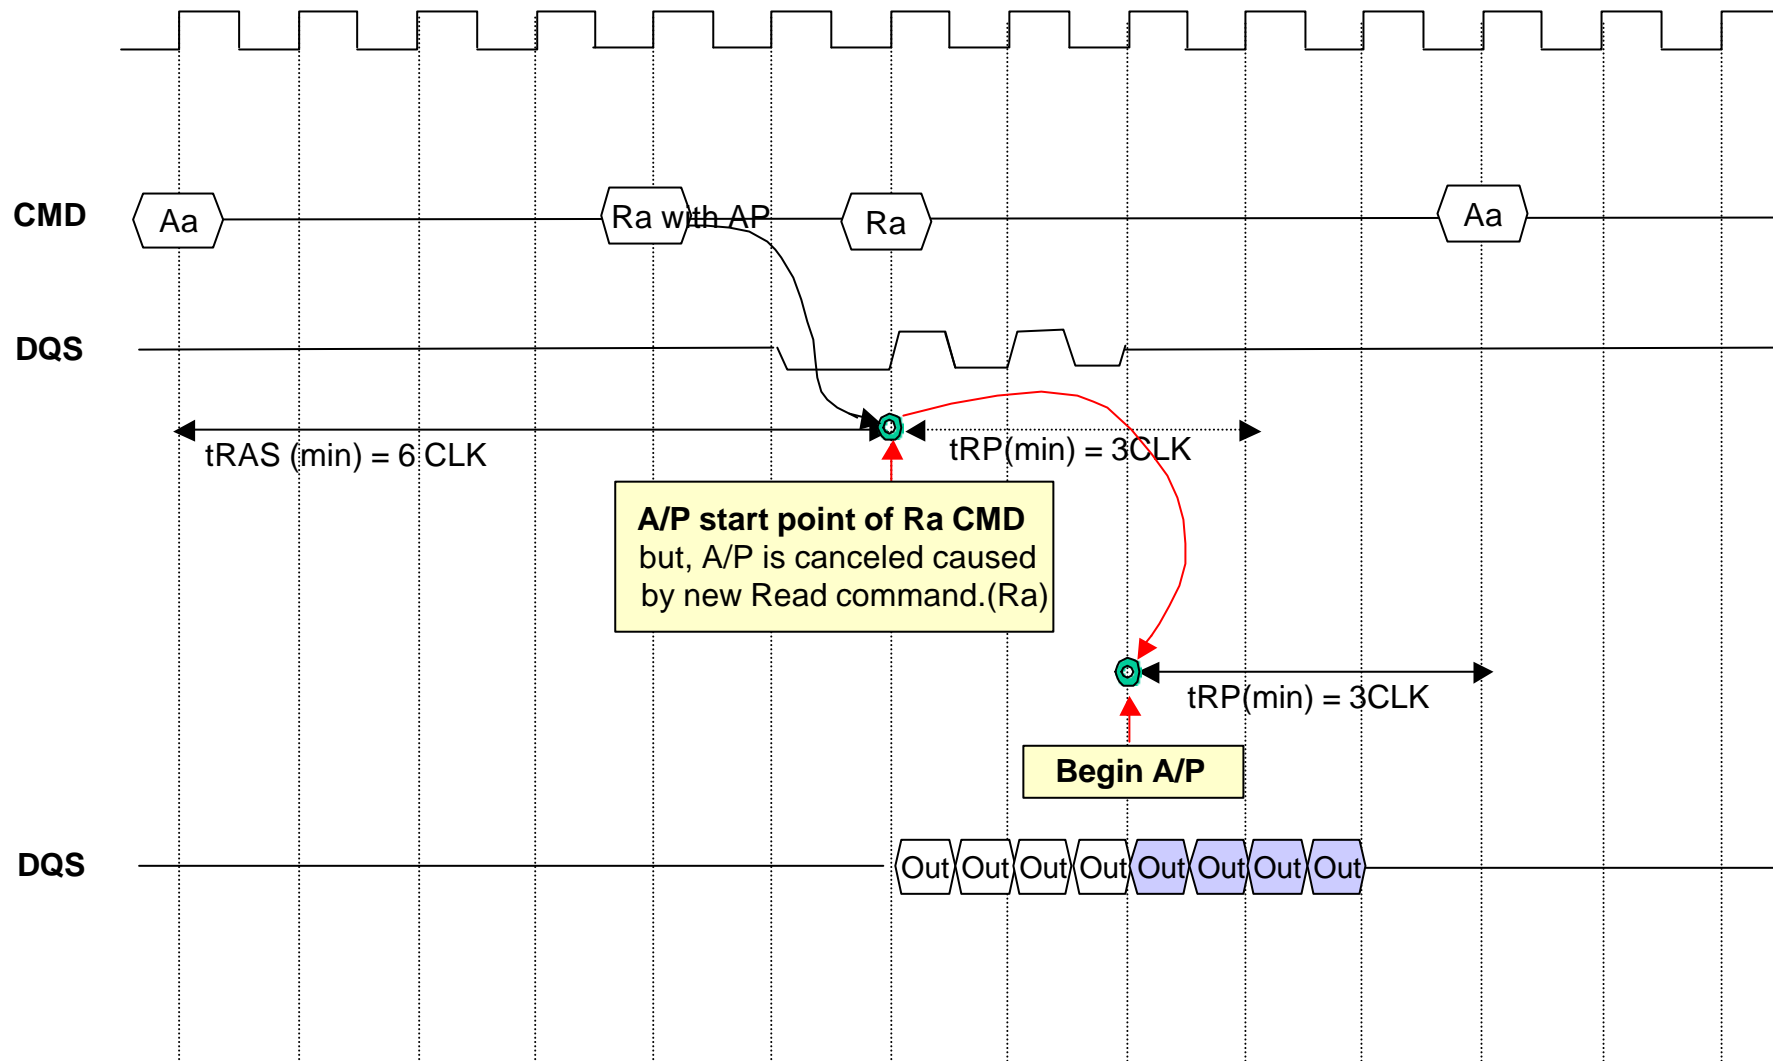 CMD
Aa
Ra with AP
Ra
Aa
DQS
tRAS (min) = 6 CLK
tRP(min) = 3CLK
A/P start point of Ra CMD
but, A/P is canceled caused
by new Read command.(Ra)
tRP(min) = 3CLK
Begin A/P
DQS
Out Out Out Out Out Out Out Out